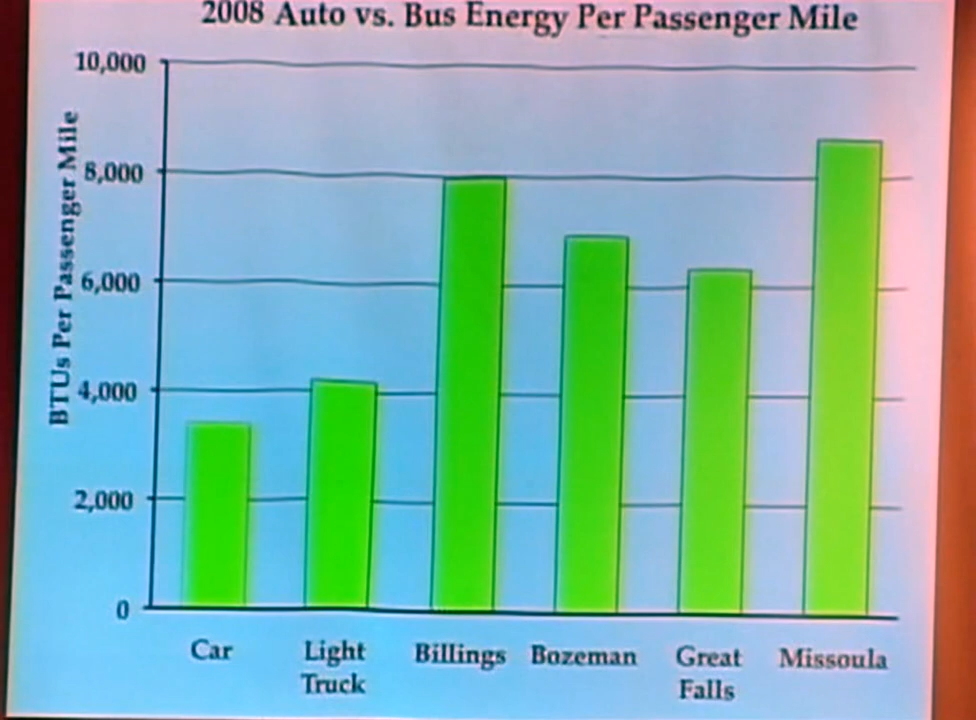 2008 Auto vs. Bus Energy Per Passenger Mile
BTUs Per Passenger Mile
10,000
8,000
6,000
4,000
2,000
0
Car
Light
Truck
Billings
Bozeman
Great
Falls
Missoula